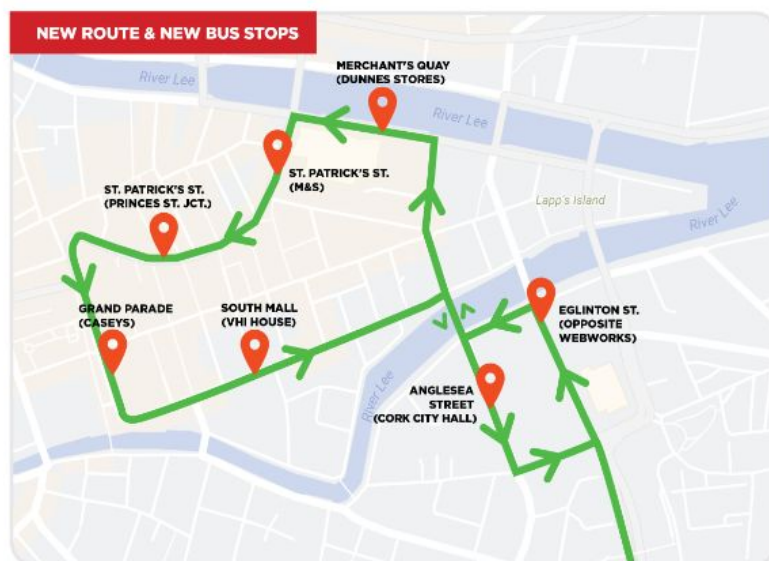 NEW ROUTE & NEW BUS STOPS
MERCHANT'S QUAY
(DUNNES STORES)
River Lee
River Lee
ST. PATRICK'S ST.
(M&S)
ST. PATRICK'S ST.
(PRINCES ST. JCT.)
Lapp's Island
River Lee
GRAND PARADE
(CASEYS)
SOUTH MALL
(VHI HOUSE)
EGLINTON ST.
(OPPOSITE
WEBWORKS)
River Lee
ANGLESEA
STREET
(CORK CITY HALL)